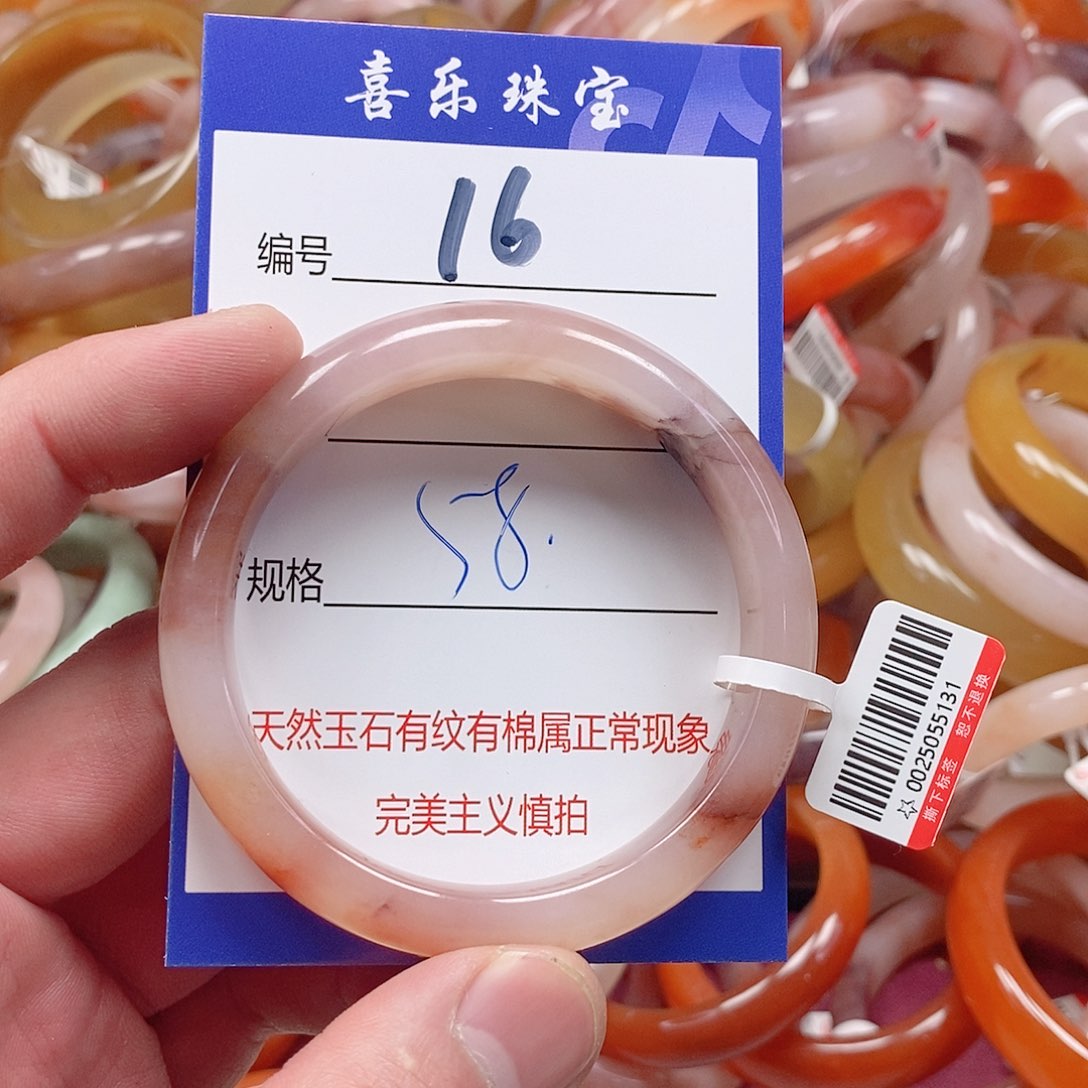 喜乐珠宝
编号 16
规格 58.
天然玉石有纹有棉属正常现象
完美主义慎拍
0025055131
撕下标签 恕不退换